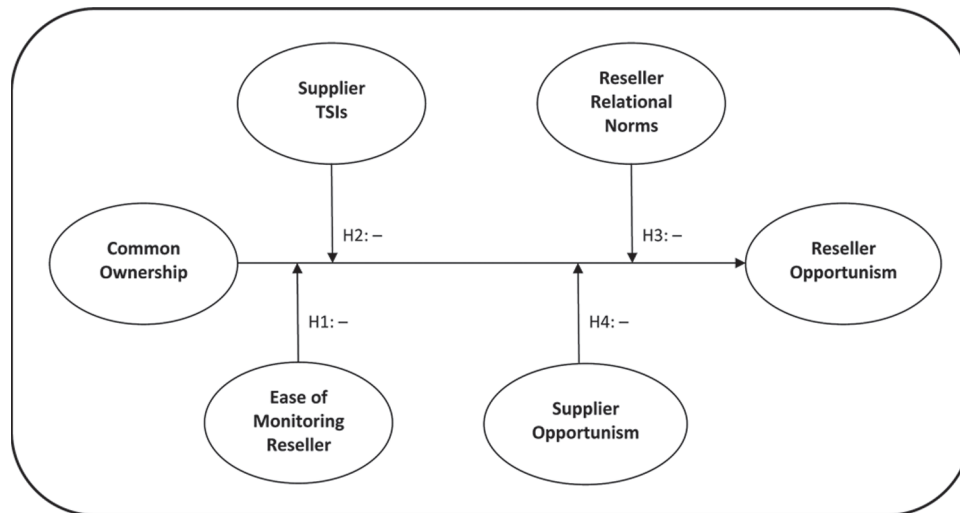 Supplier
TSIs
Reseller
Relational
Norms
H2: –
H3: –
Common
Ownership
Reseller
Opportunism
H1: –
H4: –
Ease of
Monitoring
Reseller
Supplier
Opportunism